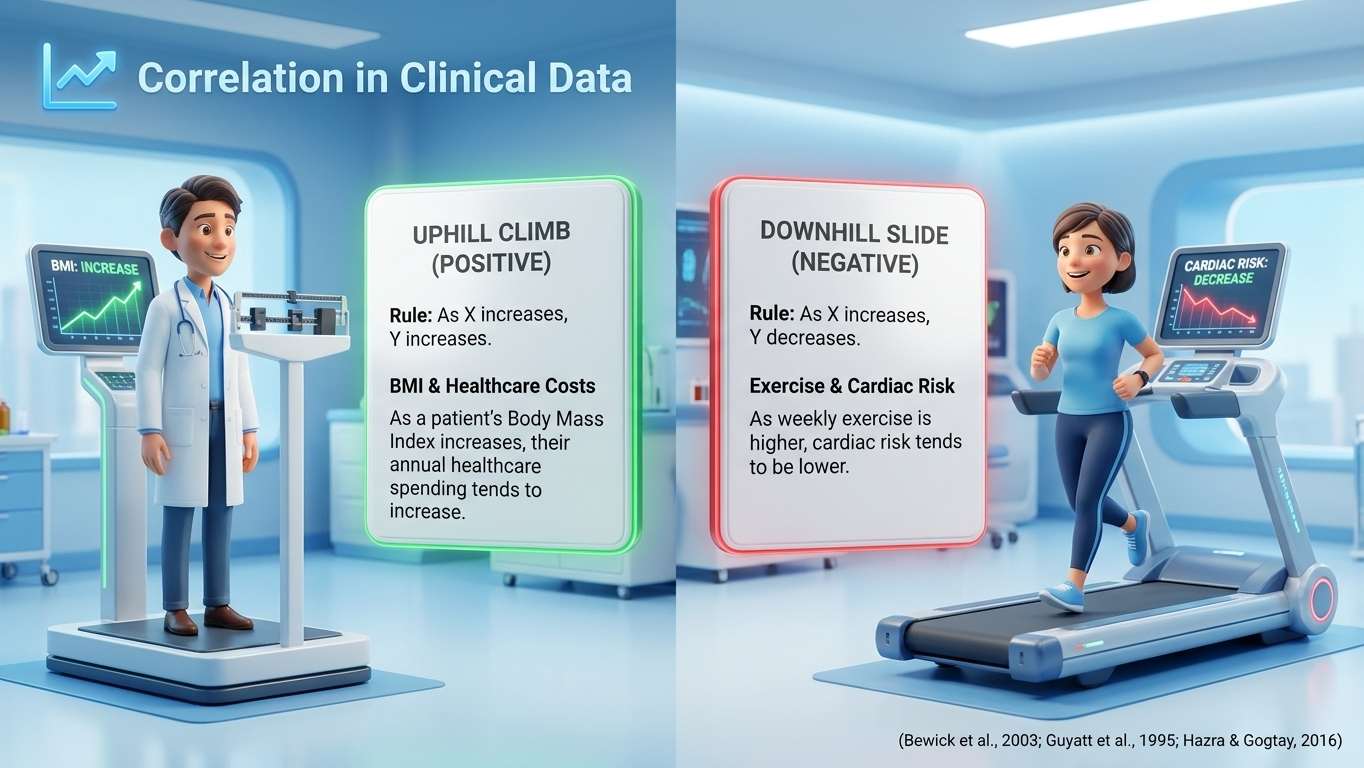 Correlation in Clinical Data
BMI: INCREASE
UPHILL CLIMB
(POSITIVE)
Rule: As X increases,
Y increases.
BMI & Healthcare Costs
As a patient's Body Mass
Index increases, their
annual healthcare
spending tends to
increase.
DOWNHILL SLIDE
(NEGATIVE)
Rule: As X increases,
Y decreases.
Exercise & Cardiac Risk
As weekly exercise is
higher, cardiac risk tends
to be lower.
CARDIAC RISK:
DECREASE
(Bewick et al., 2003; Guyatt et al., 1995; Hazra & Gogtay, 2016)